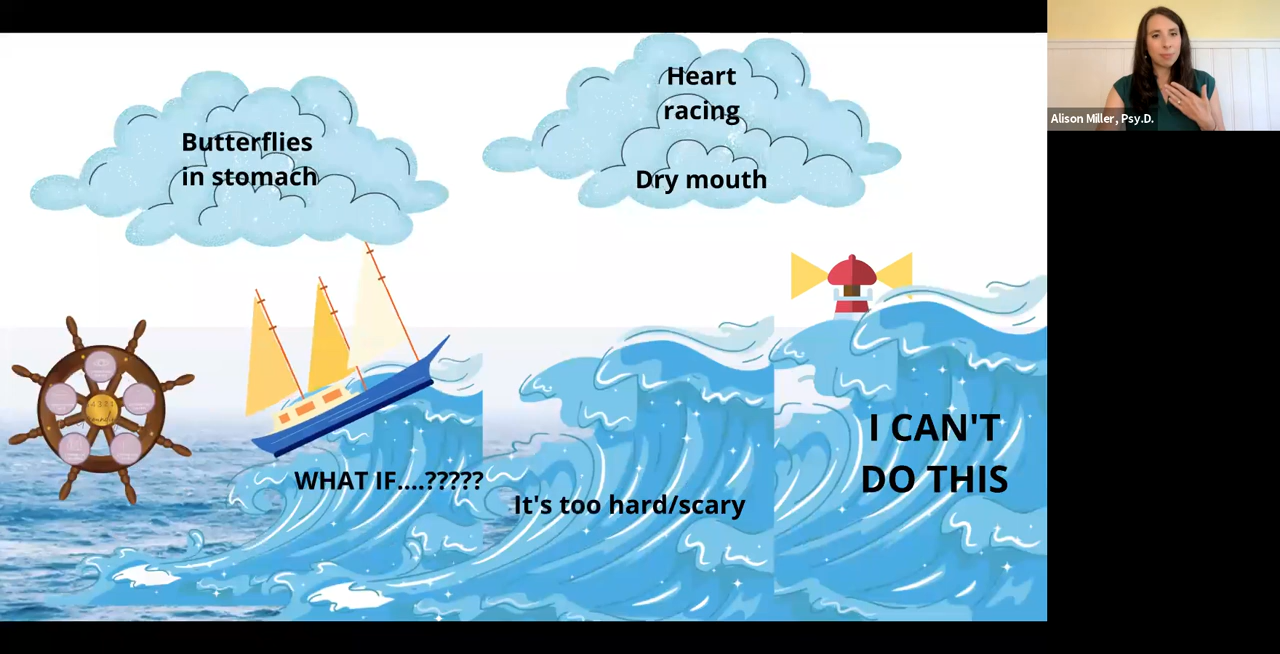 Butterflies
in stomach
Heart
racing
Dry mouth
WHAT IF....?????
It's too hard/scary
I CAN'T
DO THIS
Alison Miller, Psy.D.